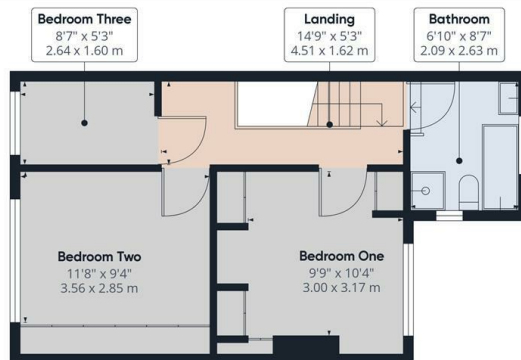 Bedroom Three
8'7" x 5'3"
2.64 x 1.60 m
Landing
14'9" x 5'3"
4.51 x 1.62 m
Bathroom
6'10" x 8'7"
2.09 x 2.63 m
Bedroom Two
11'8" x 9'4"
3.56 x 2.85 m
Bedroom One
9'9" x 10'4"
3.00 x 3.17 m